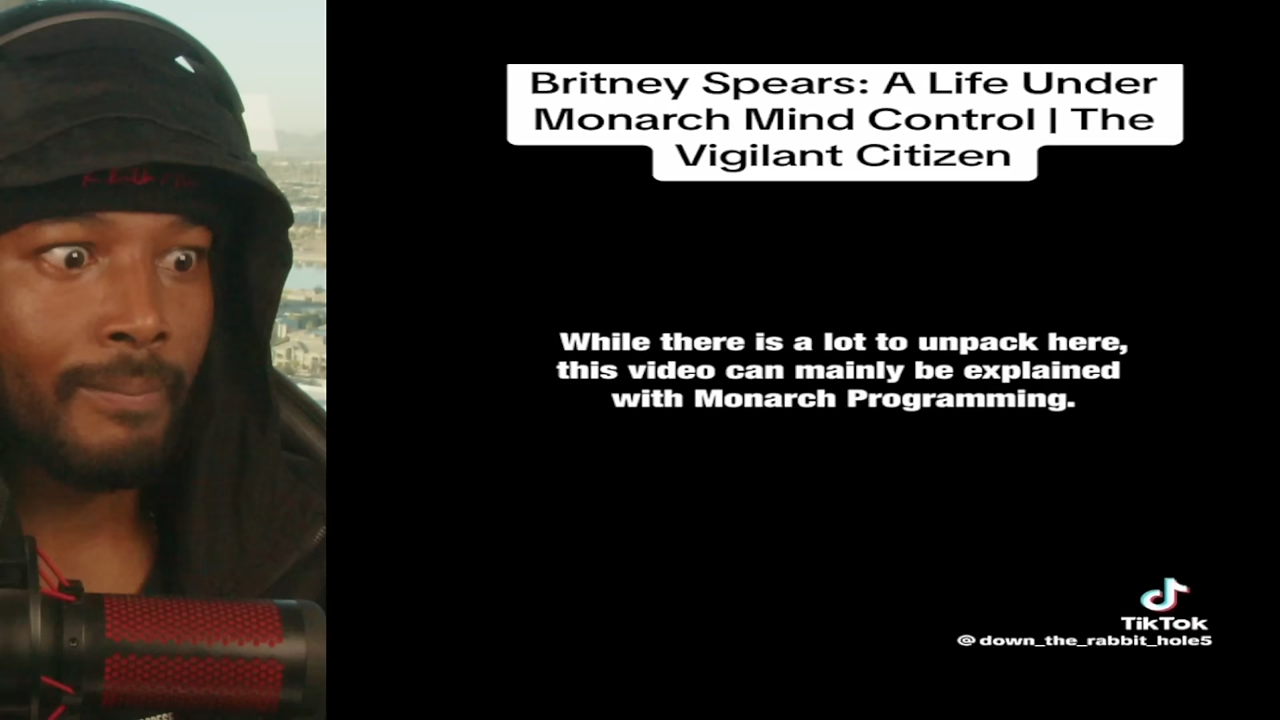 Britney Spears: A Life Under
Monarch Mind Control | The
Vigilant Citizen
While there is a lot to unpack here,
this video can mainly be explained
with Monarch Programming.
TikTok
@down_the_rabbit_hole5